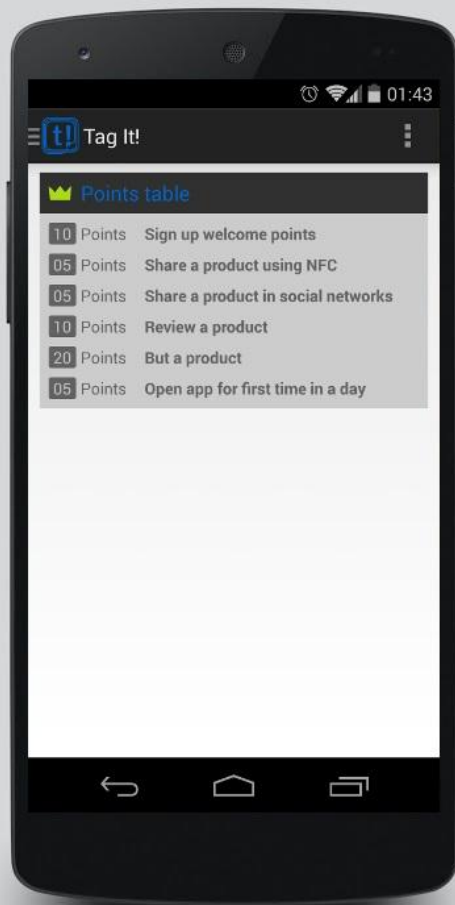 01:43
t! Tag It!
Points table
10 Points Sign up welcome points
05 Points Share a product using NFC
05 Points Share a product in social networks
10 Points Review a product
20 Points But a product
05 Points Open app for first time in a day